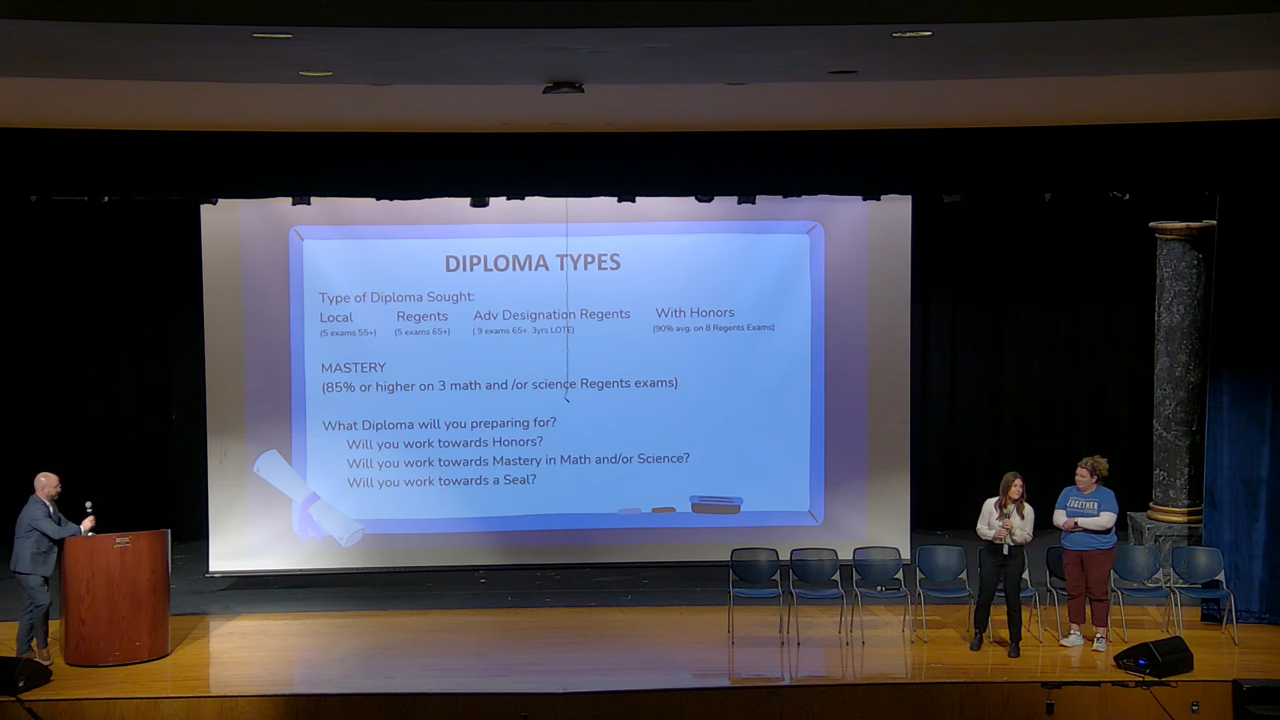 DIPLOMA TYPES
Type of Diploma Sought:
Local Regents Adv Designation Regents With Honors
(5 exams 55+) (5 exams 65+) ( 9 exams 65+. 3yrs LOTE) (90% avg. on 8 Regents Exams)
MASTERY
(85% or higher on 3 math and /or science Regents exams)
What Diploma will you preparing for?
Will you work towards Honors?
Will you work towards Mastery in Math and/or Science?
Will you work towards a Seal?
TOGETHER